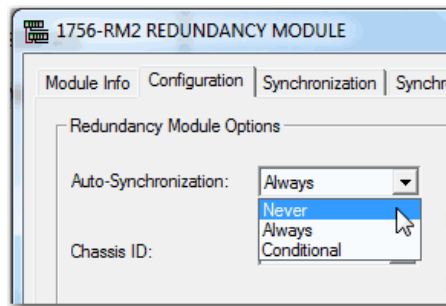 1756-RM2 REDUNDANCY MODULE
Module Info Configuration Synchronization Synchr
Redundancy Module Options
Auto-Synchronization: Always
Never
Always
Conditional
Chassis ID: